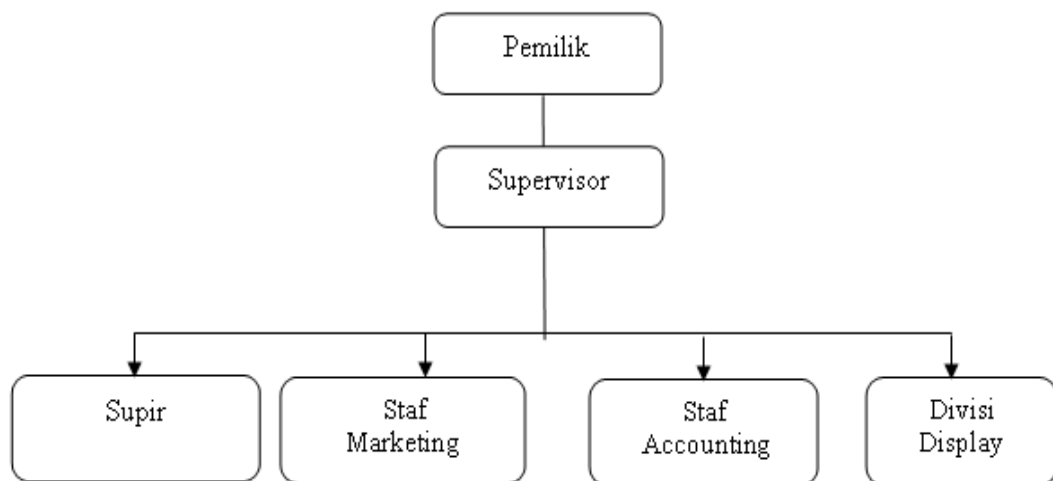 Pemilik
Supervisor
Supir
Staf
Marketing
Staf
Accounting
Divisi
Display